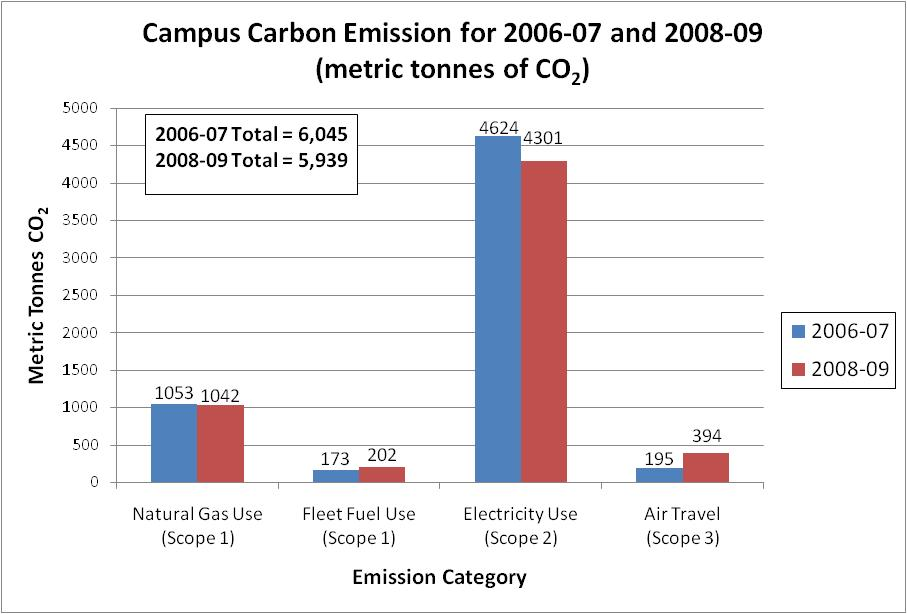 Campus Carbon Emission for 2006-07 and 2008-09
(metric tonnes of CO₂)
2006-07 Total = 6,045
2008-09 Total = 5,939
Metric Tonnes CO₂
5000
4500
4000
3500
3000
2500
2000
1500
1000
500
0
1053 1042
173 202
4624 4301
195 394
2006-07
2008-09
Natural Gas Use
(Scope 1)
Fleet Fuel Use
(Scope 1)
Electricity Use
(Scope 2)
Air Travel
(Scope 3)
Emission Category